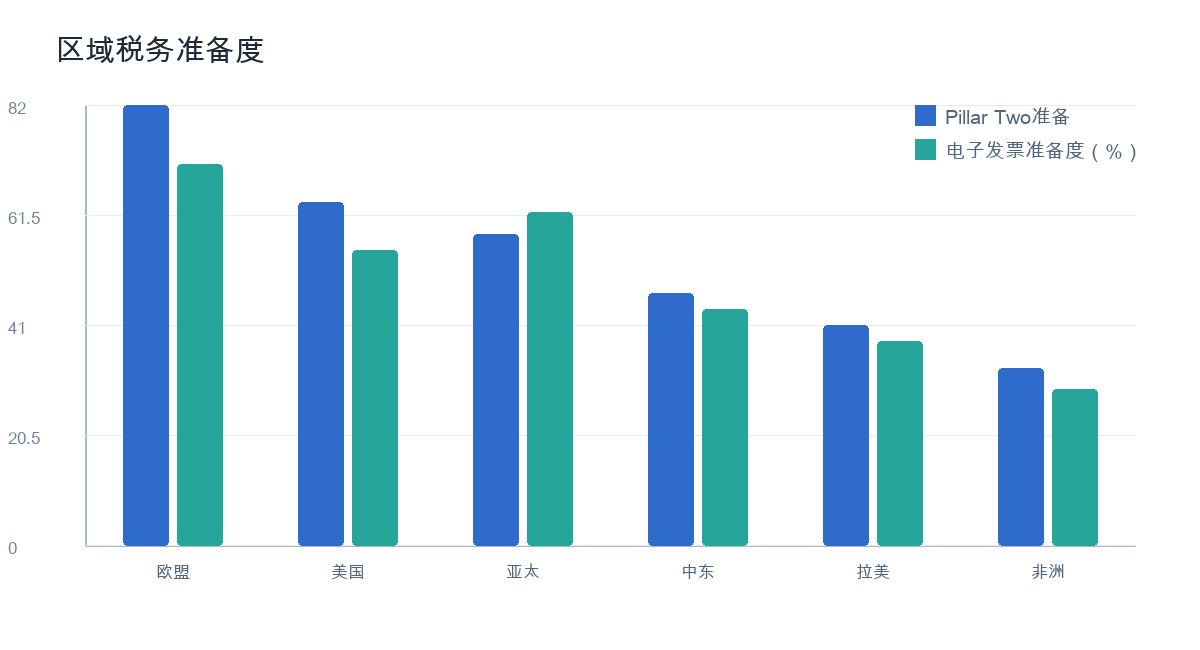 区域税务准备度
82
61.5
41
20.5
0
Pillar Two准备
电子发票准备度（％）
欧盟
美国
亚太
中东
拉美
非洲